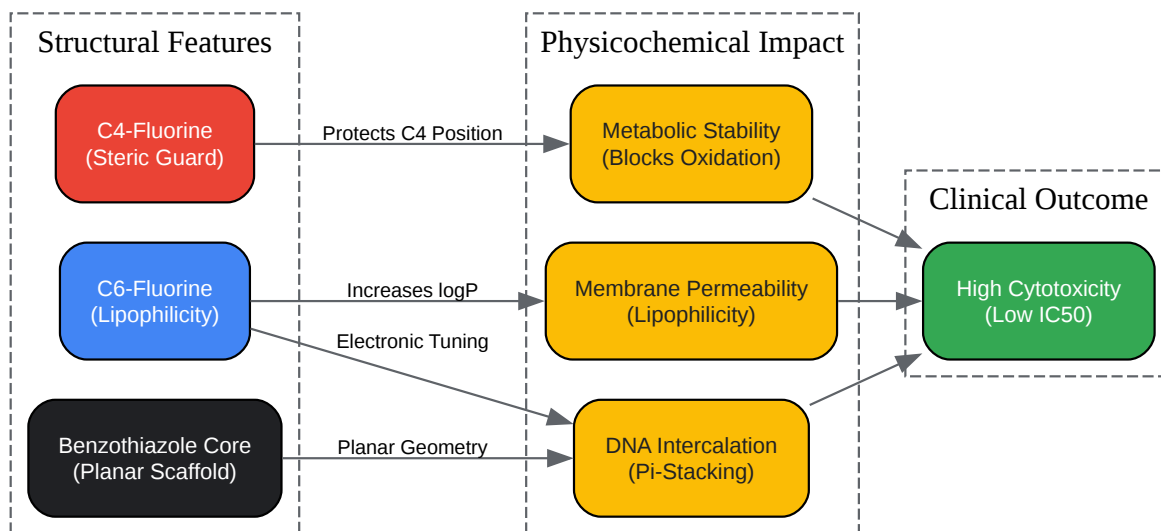 Structural Features
C4-Fluorine
(Steric Guard)
C6-Fluorine
(Lipophilicity)
Benzothiazole Core
(Planar Scaffold)
Protects C4 Position
Increases logP
Electronic Tuning
Planar Geometry
Physicochemical Impact
Metabolic Stability
(Blocks Oxidation)
Membrane Permeability
(Lipophilicity)
DNA Intercalation
(Pi-Stacking)
Clinical Outcome
High Cytotoxicity
(Low IC50)